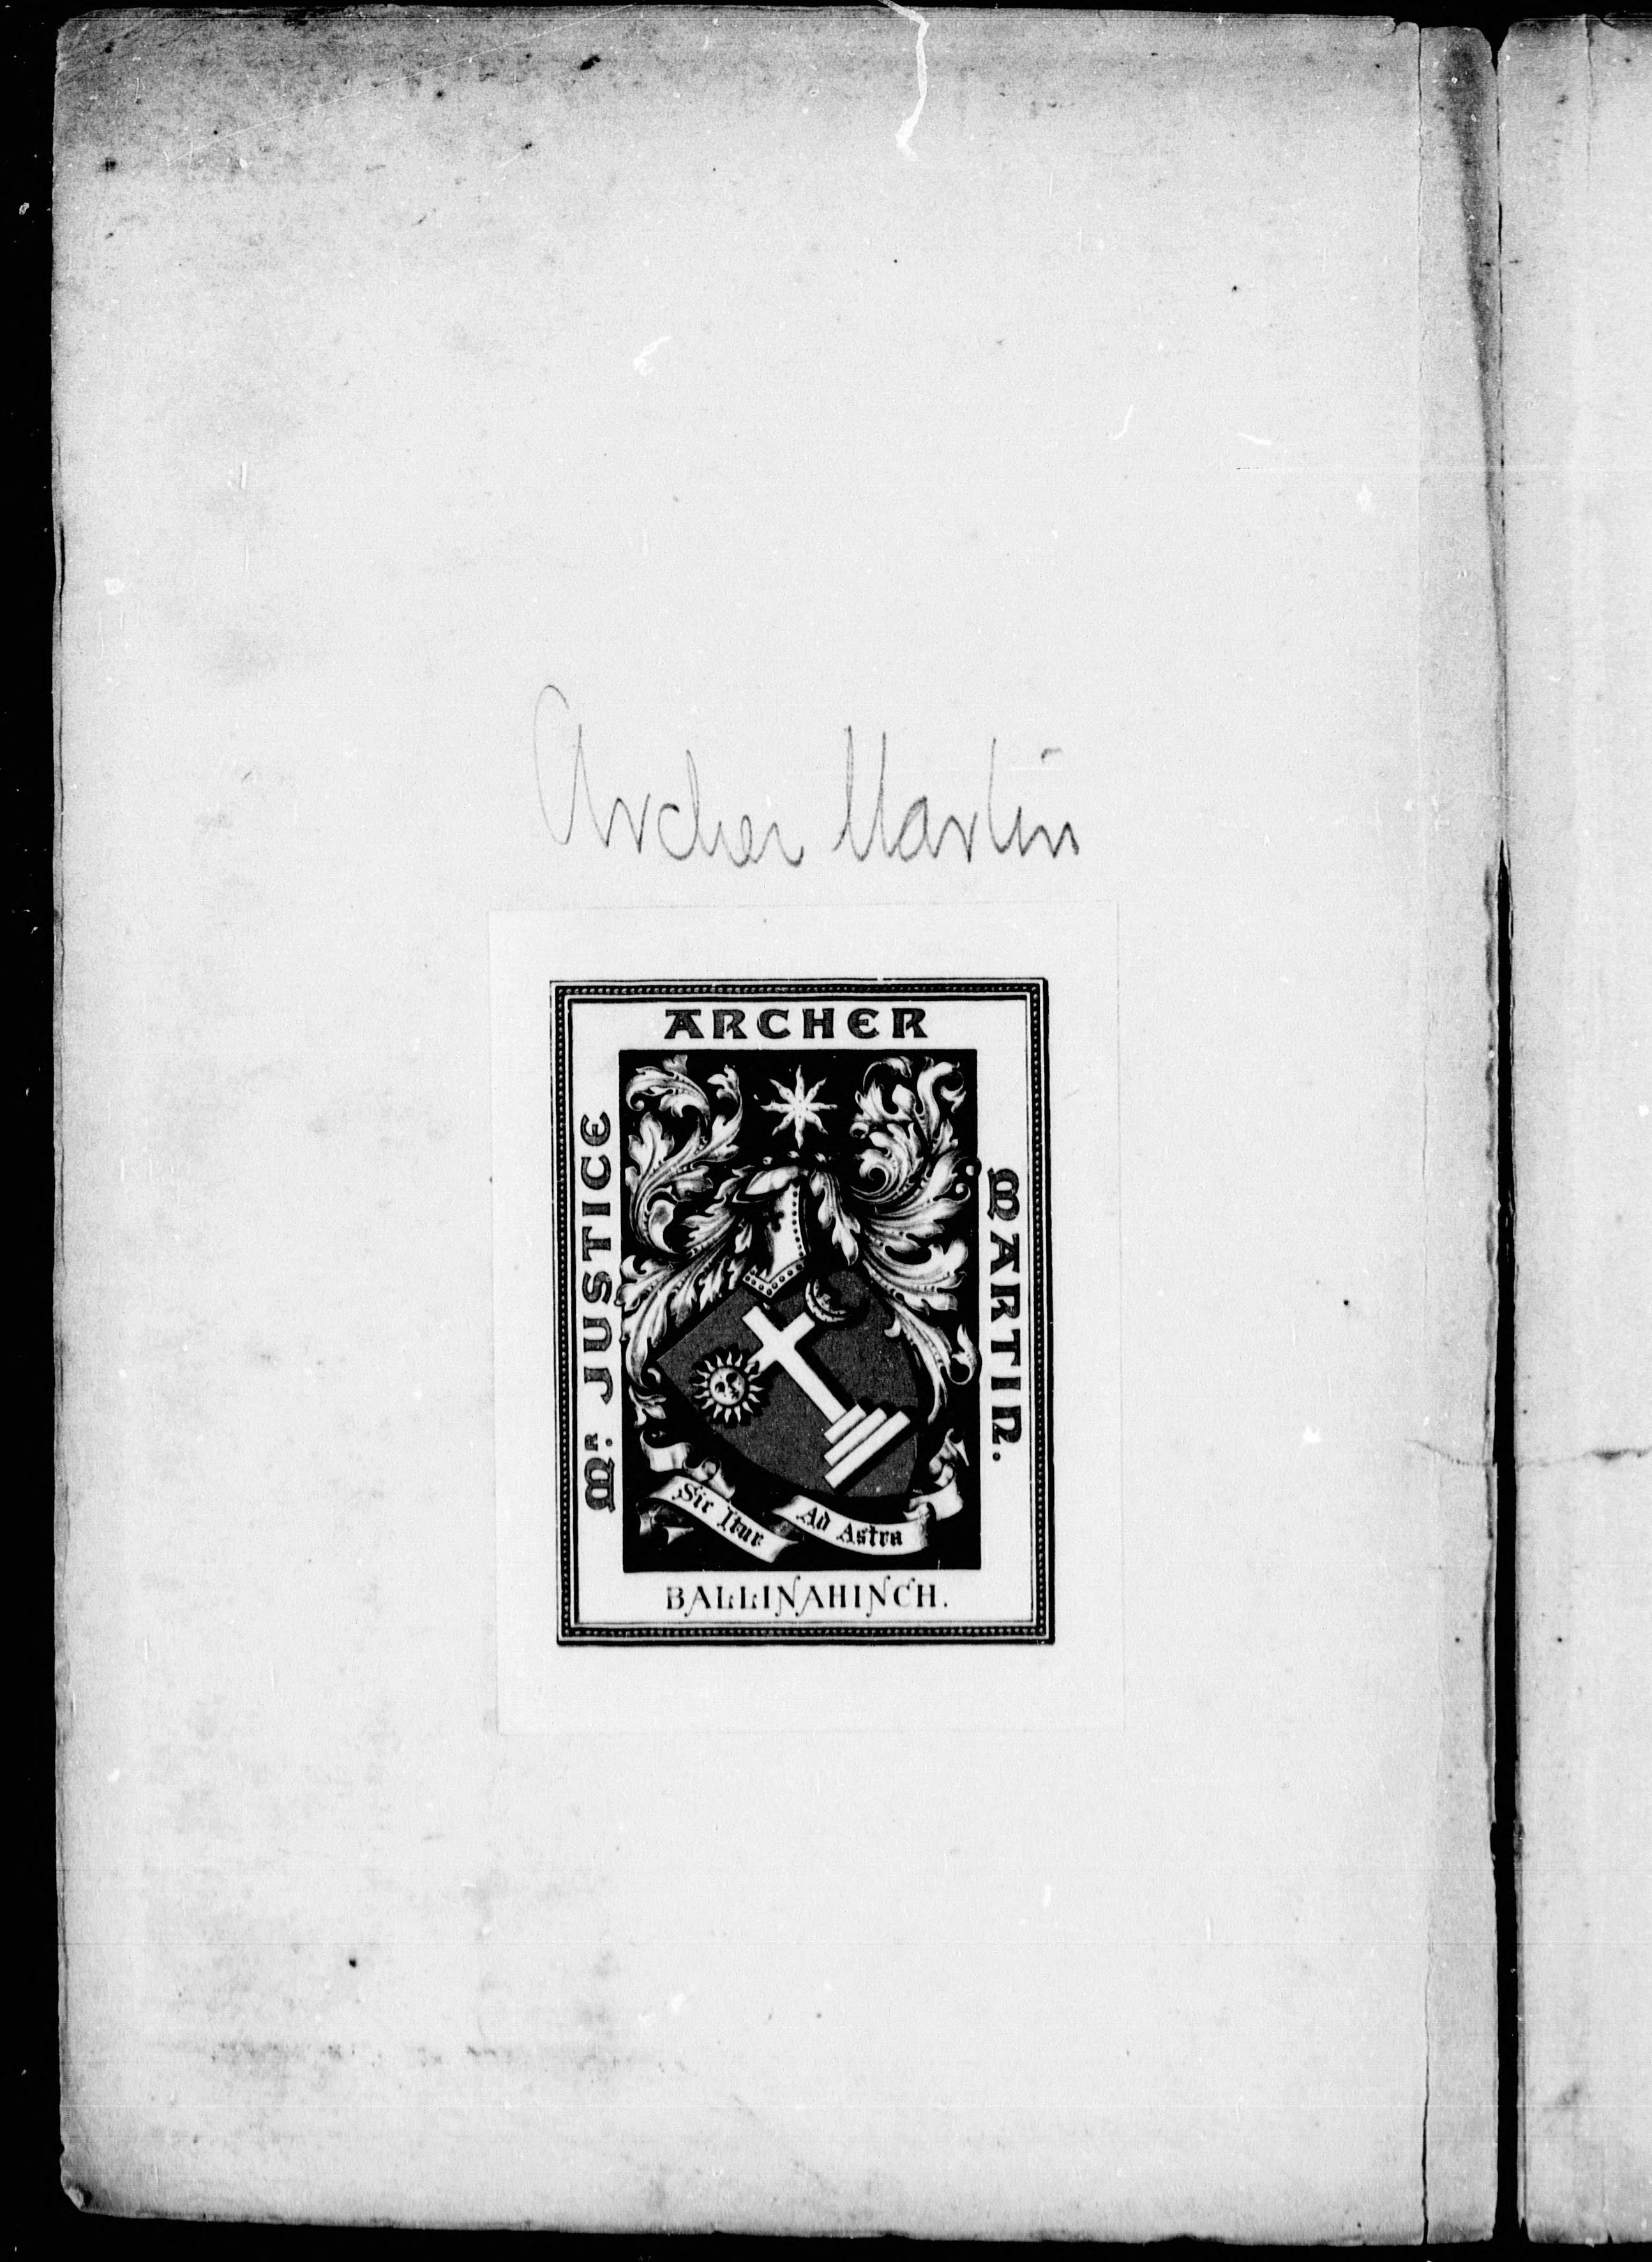 Archer Martin
MR. JUSTICE
ARCHER
MARTIN.
Sic Itur Ad Astra
BALLINAHINCH.